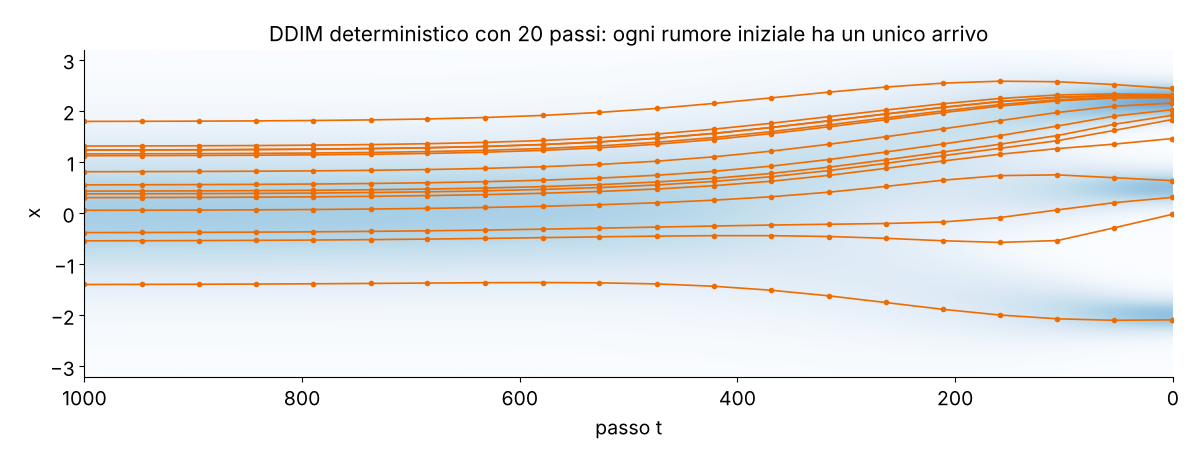 DDIM deterministico con 20 passi: ogni rumore iniziale ha un unico arrivo
3
2
1
0
−1
−2
−3
x
1000 800 600 400 200 0
passo t